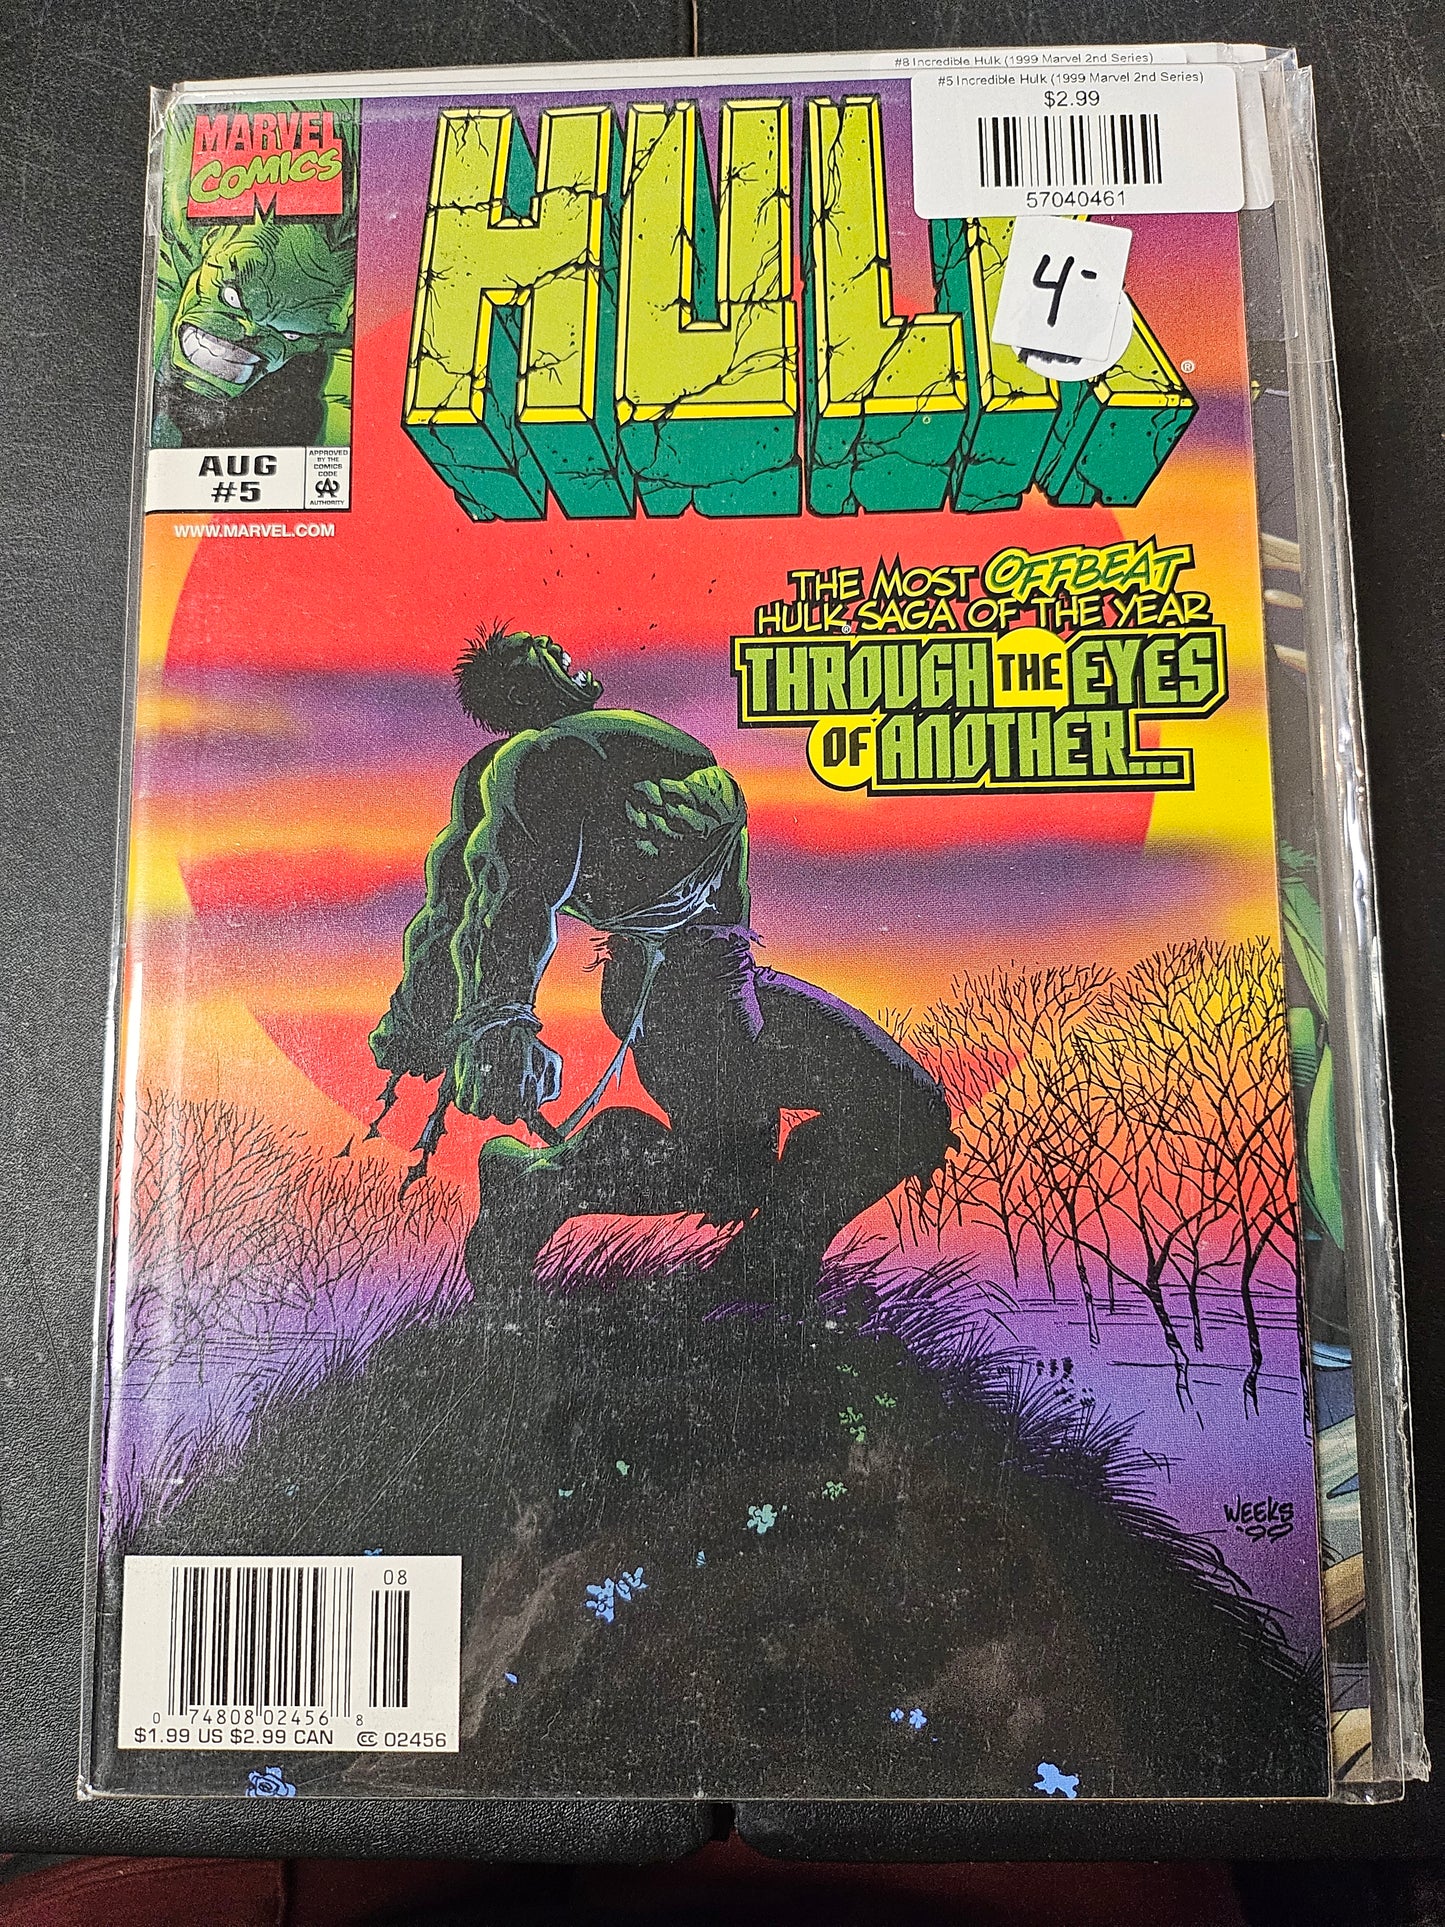 #8 Incredible Hulk (1999 Marvel 2nd Series)
#5 Incredible Hulk (1999 Marvel 2nd Series)
$2.99
57040461
4-
MARVEL
COMICS
M
HULK
®
AUG
#5
APPROVED
BY THE
COMICS
CODE
CA
AUTHORITY
WWW.MARVEL.COM
THE MOST OFFBEAT
HULK® SAGA OF THE YEAR
THROUGH THE EYES
OF ANOTHER...
WEEKS
'99
08
0 74808 02456 8
$1.99 US $2.99 CAN CC 02456